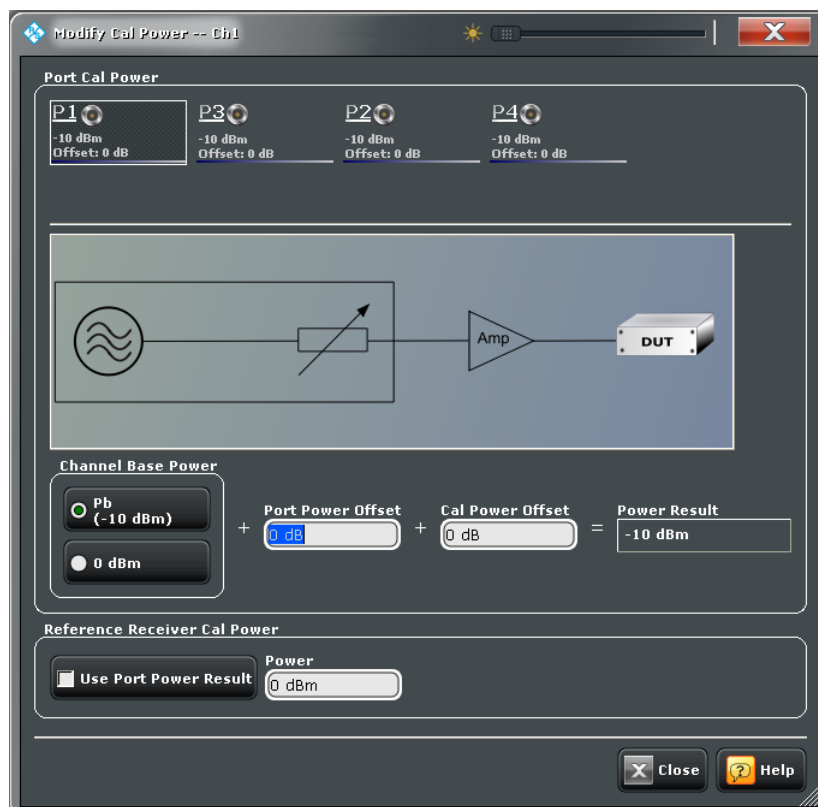 Modify Cal Power -- Ch1
Port Cal Power
P1
-10 dBm
Offset: 0 dB
P3
-10 dBm
Offset: 0 dB
P2
-10 dBm
Offset: 0 dB
P4
-10 dBm
Offset: 0 dB
Amp
DUT
Channel Base Power
Pb
(-10 dBm)
0 dBm
+
Port Power Offset
0 dB
+
Cal Power Offset
0 dB
=
Power Result
-10 dBm
Reference Receiver Cal Power
Use Port Power Result
Power
0 dBm
X Close
? Help